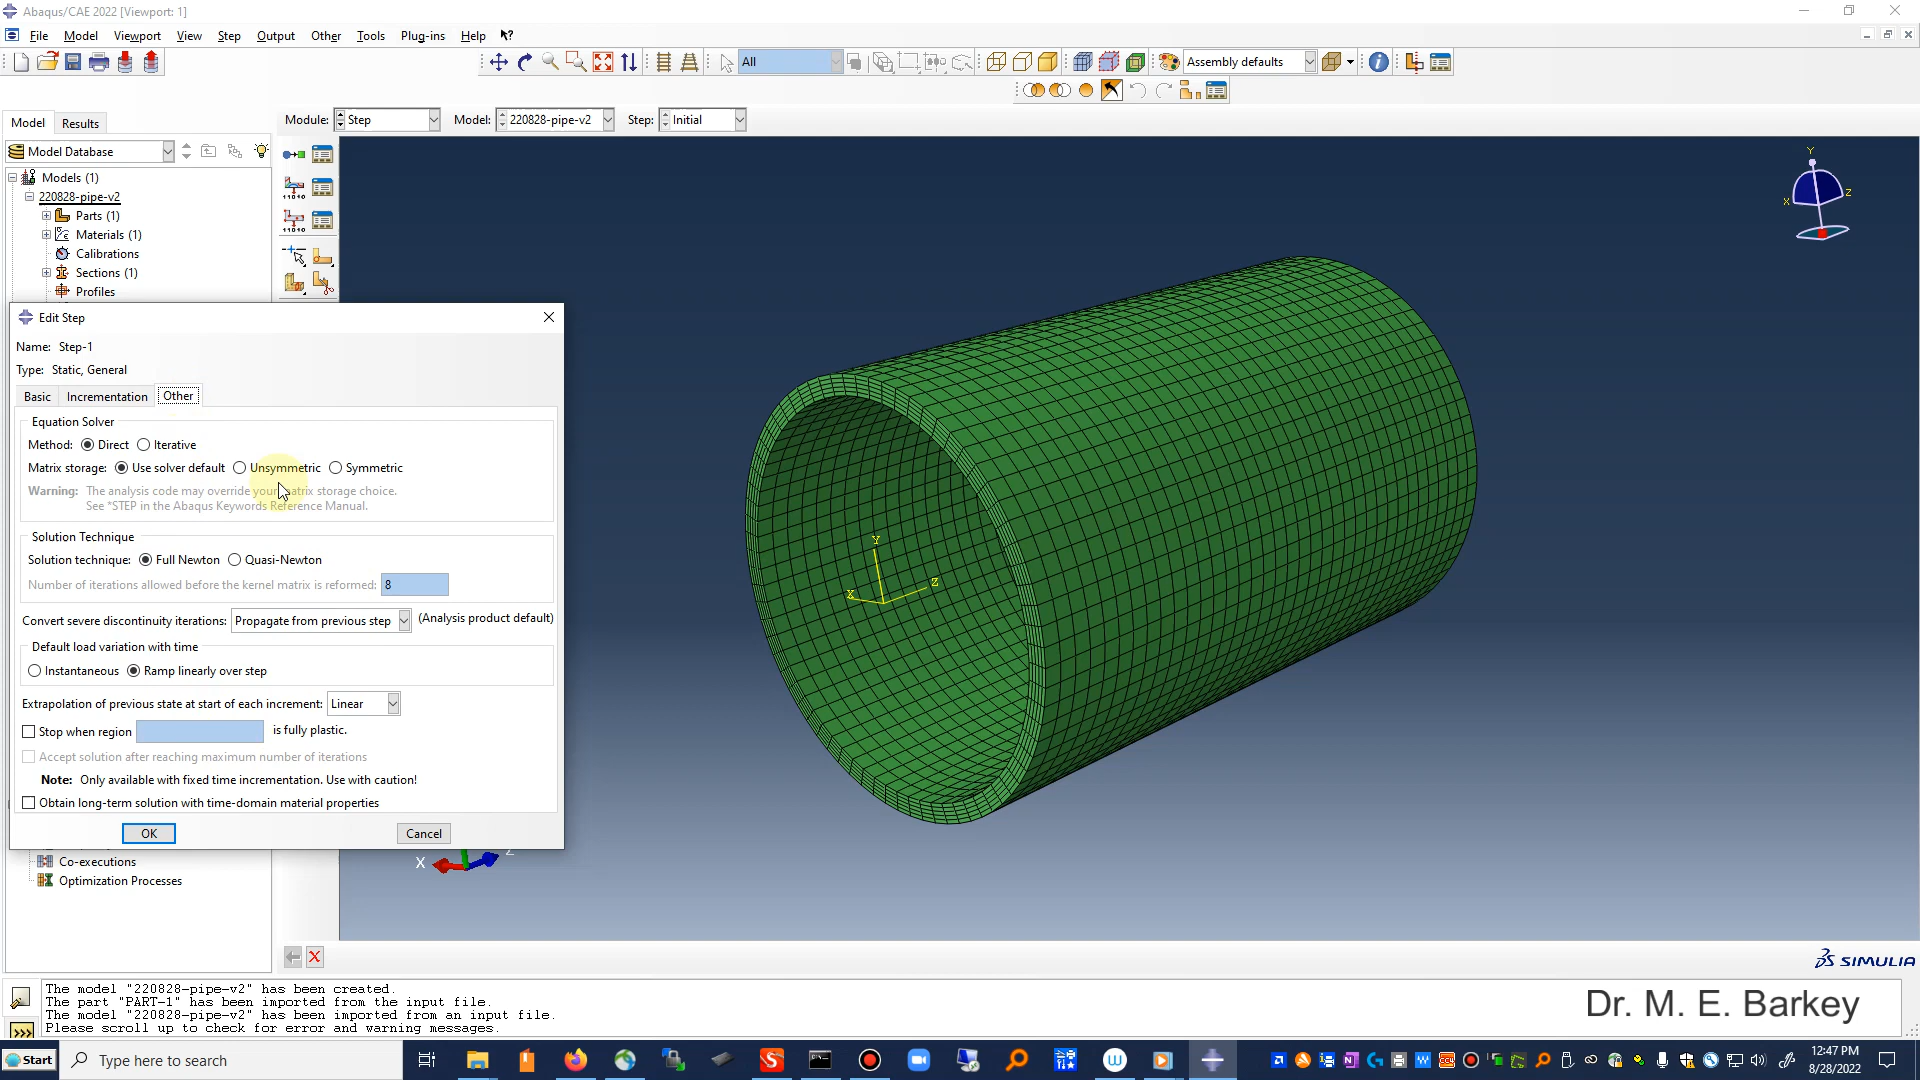 Abaqus/CAE 2022 [Viewport: 1]
File Model Viewport View Step Output Other Tools Plug-ins Help
All
Assembly defaults
Model Results
Module: Step Model: 220828-pipe-v2 Step: Initial
Model Database
Models (1)
220828-pipe-v2
Parts (1)
Materials (1)
Calibrations
Sections (1)
Profiles
Edit Step
Name: Step-1
Type: Static, General
Basic Incrementation Other
Equation Solver
Method: Direct Iterative
Matrix storage: Use solver default Unsymmetric Symmetric
Warning: The analysis code may override your matrix storage choice.
See *STEP in the Abaqus Keywords Reference Manual.
Solution Technique
Solution technique: Full Newton Quasi-Newton
Number of iterations allowed before the kernel matrix is reformed: 8
Convert severe discontinuity iterations: Propagate from previous step (Analysis product default)
Default load variation with time
Instantaneous Ramp linearly over step
Extrapolation of previous state at start of each increment: Linear
Stop when region is fully plastic.
Accept solution after reaching maximum number of iterations
Note: Only available with fixed time incrementation. Use with caution!
Obtain long-term solution with time-domain material properties
OK Cancel
Co-executions
Optimization Processes
Y
X
Z
Y
X
Z
X
Z
SIMULIA
The model "220828-pipe-v2" has been created.
The part "PART-1" has been imported from the input file.
The model "220828-pipe-v2" has been imported from an input file.
Please scroll up to check for error and warning messages.
Dr. M. E. Barkey
Start
Type here to search
12:47 PM
8/28/2022